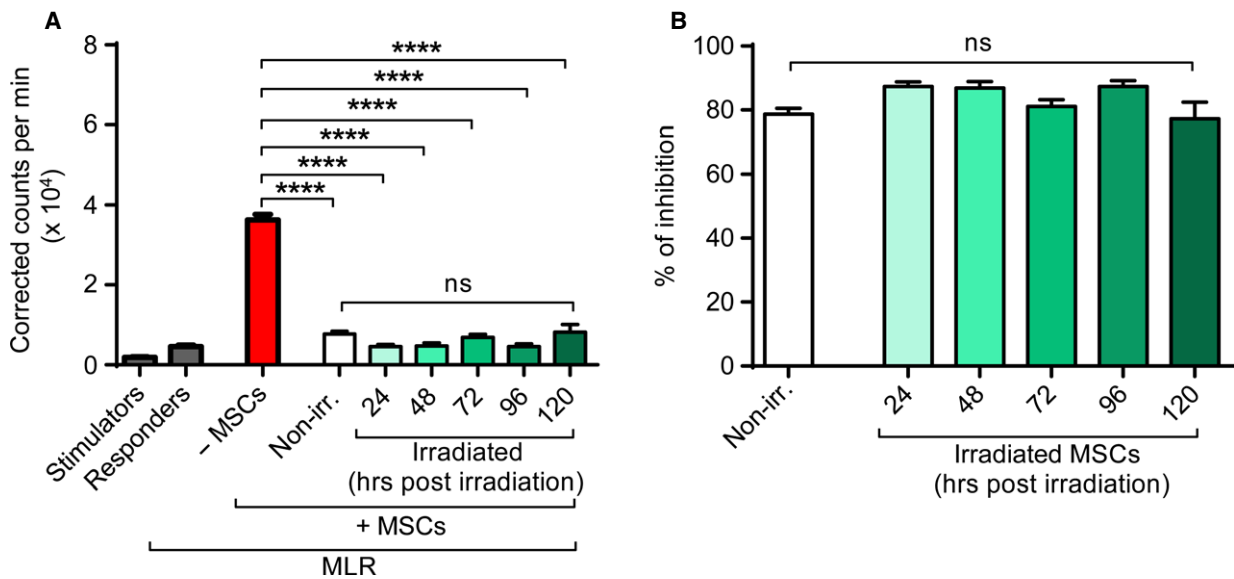 A
Corrected counts per min
(x 10⁴)
8
6
4
2
0
****
****
****
****
****
****
ns
Stimulators
Responders
– MSCs
Non-irr.
24
48
72
96
120
Irradiated
(hrs post irradiation)
+ MSCs
MLR
B
% of inhibition
100
80
60
40
20
0
ns
Non-irr.
24
48
72
96
120
Irradiated MSCs
(hrs post irradiation)